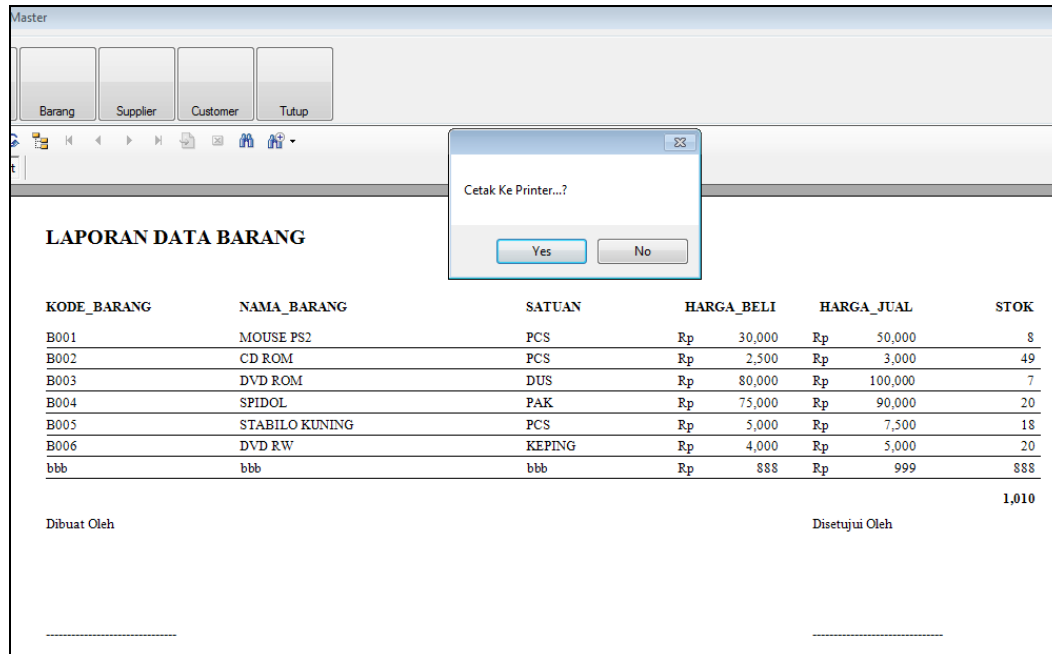 Master
Barang Supplier Customer Tutup
t
Cetak Ke Printer...?
Yes No
LAPORAN DATA BARANG
KODE_BARANG NAMA_BARANG SATUAN HARGA_BELI HARGA_JUAL STOK
B001 MOUSE PS2 PCS Rp 30,000 Rp 50,000 8
B002 CD ROM PCS Rp 2,500 Rp 3,000 49
B003 DVD ROM DUS Rp 80,000 Rp 100,000 7
B004 SPIDOL PAK Rp 75,000 Rp 90,000 20
B005 STABILO KUNING PCS Rp 5,000 Rp 7,500 18
B006 DVD RW KEPING Rp 4,000 Rp 5,000 20
bbb bbb bbb Rp 888 Rp 999 888
1,010
Dibuat Oleh Disetujui Oleh
------------------------------- -------------------------------